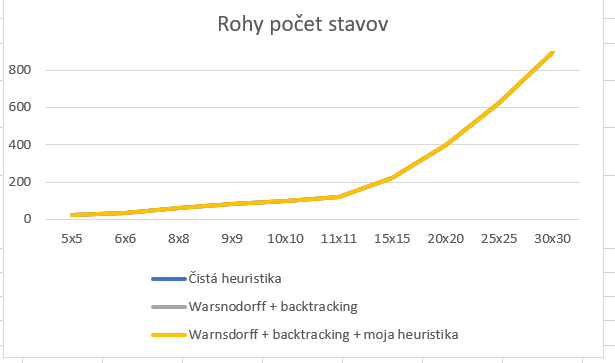 Rohy počet stavov
800
600
400
200
0
5x5 6x6 8x8 9x9 10x10 11x11 15x15 20x20 25x25 30x30
Čistá heuristika
Warsnodorff + backtracking
Warnsdorff + backtracking + moja heuristika